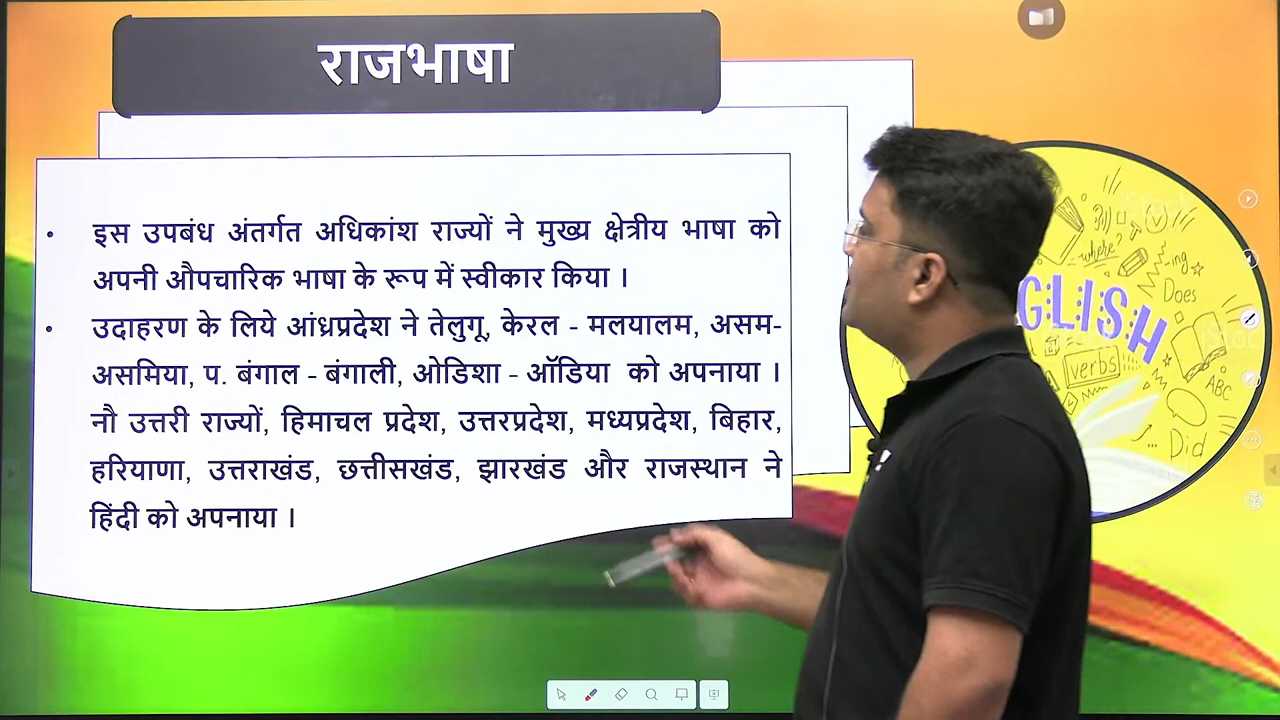 राजभाषा
• इस उपबंध अंतर्गत अधिकांश राज्यों ने मुख्य क्षेत्रीय भाषा को
अपनी औपचारिक भाषा के रूप में स्वीकार किया ।
• उदाहरण के लिये आंध्रप्रदेश ने तेलुगू, केरल - मलयालम, असम-
असमिया, प. बंगाल - बंगाली, ओडिशा - ऑडिया को अपनाया ।
नौ उत्तरी राज्यों, हिमाचल प्रदेश, उत्तरप्रदेश, मध्यप्रदेश, बिहार,
हरियाणा, उत्तराखंड, छत्तीसखंड, झारखंड और राजस्थान ने
हिंदी को अपनाया ।
where?
-ing
Does
GLISH
verbs
ABC
Did